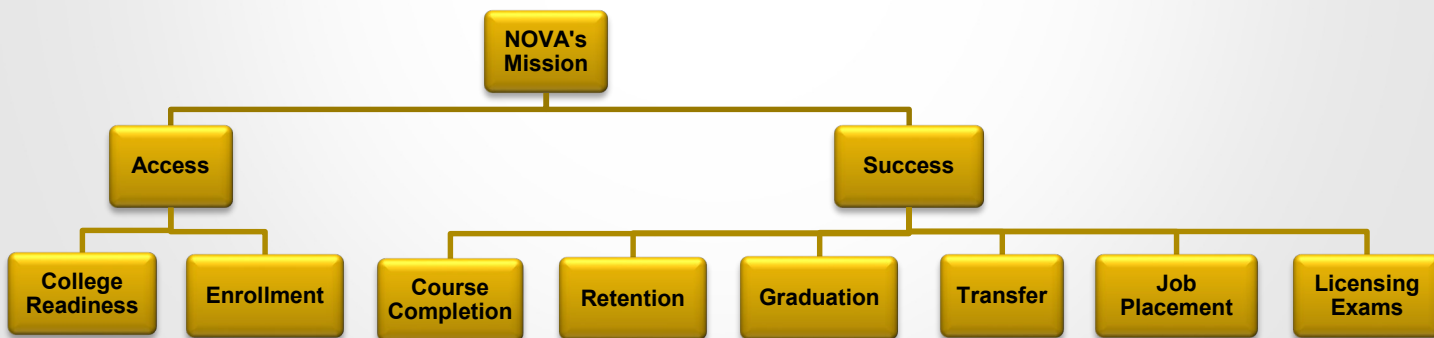 NOVA's
Mission
Access
Success
College
Readiness
Enrollment
Course
Completion
Retention
Graduation
Transfer
Job
Placement
Licensing
Exams